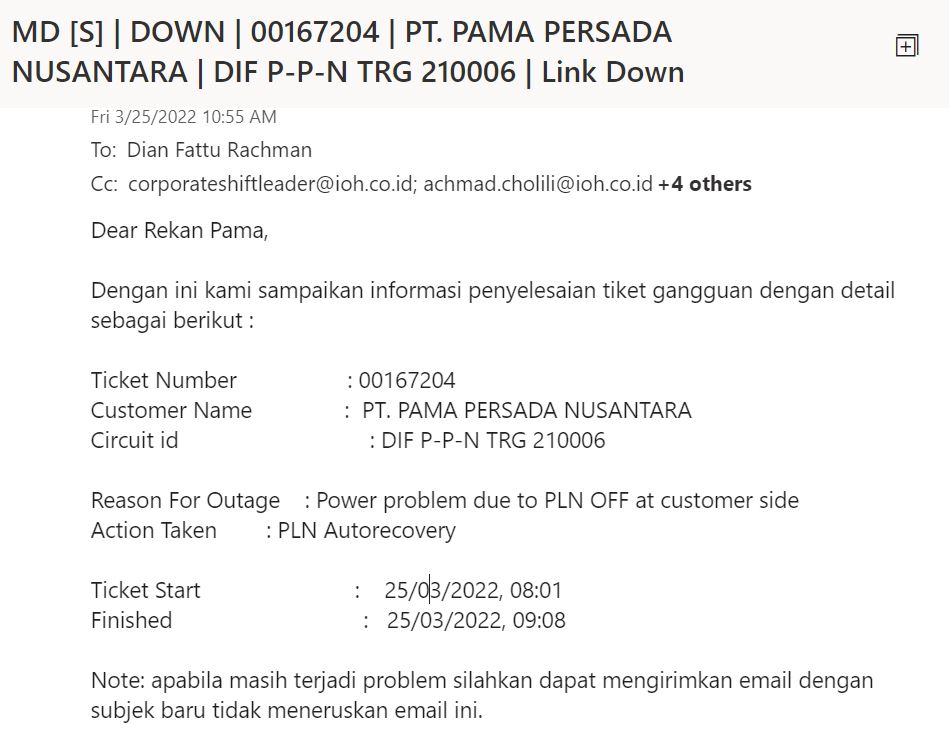 MD [S] | DOWN | 00167204 | PT. PAMA PERSADA
NUSANTARA | DIF P-P-N TRG 210006 | Link Down
Fri 3/25/2022 10:55 AM
To: Dian Fattu Rachman
Cc: corporateshiftleader@ioh.co.id; achmad.cholili@ioh.co.id +4 others
Dear Rekan Pama,
Dengan ini kami sampaikan informasi penyelesaian tiket gangguan dengan detail
sebagai berikut :
Ticket Number : 00167204
Customer Name : PT. PAMA PERSADA NUSANTARA
Circuit id : DIF P-P-N TRG 210006
Reason For Outage : Power problem due to PLN OFF at customer side
Action Taken : PLN Autorecovery
Ticket Start : 25/03/2022, 08:01
Finished : 25/03/2022, 09:08
Note: apabila masih terjadi problem silahkan dapat mengirimkan email dengan
subjek baru tidak meneruskan email ini.